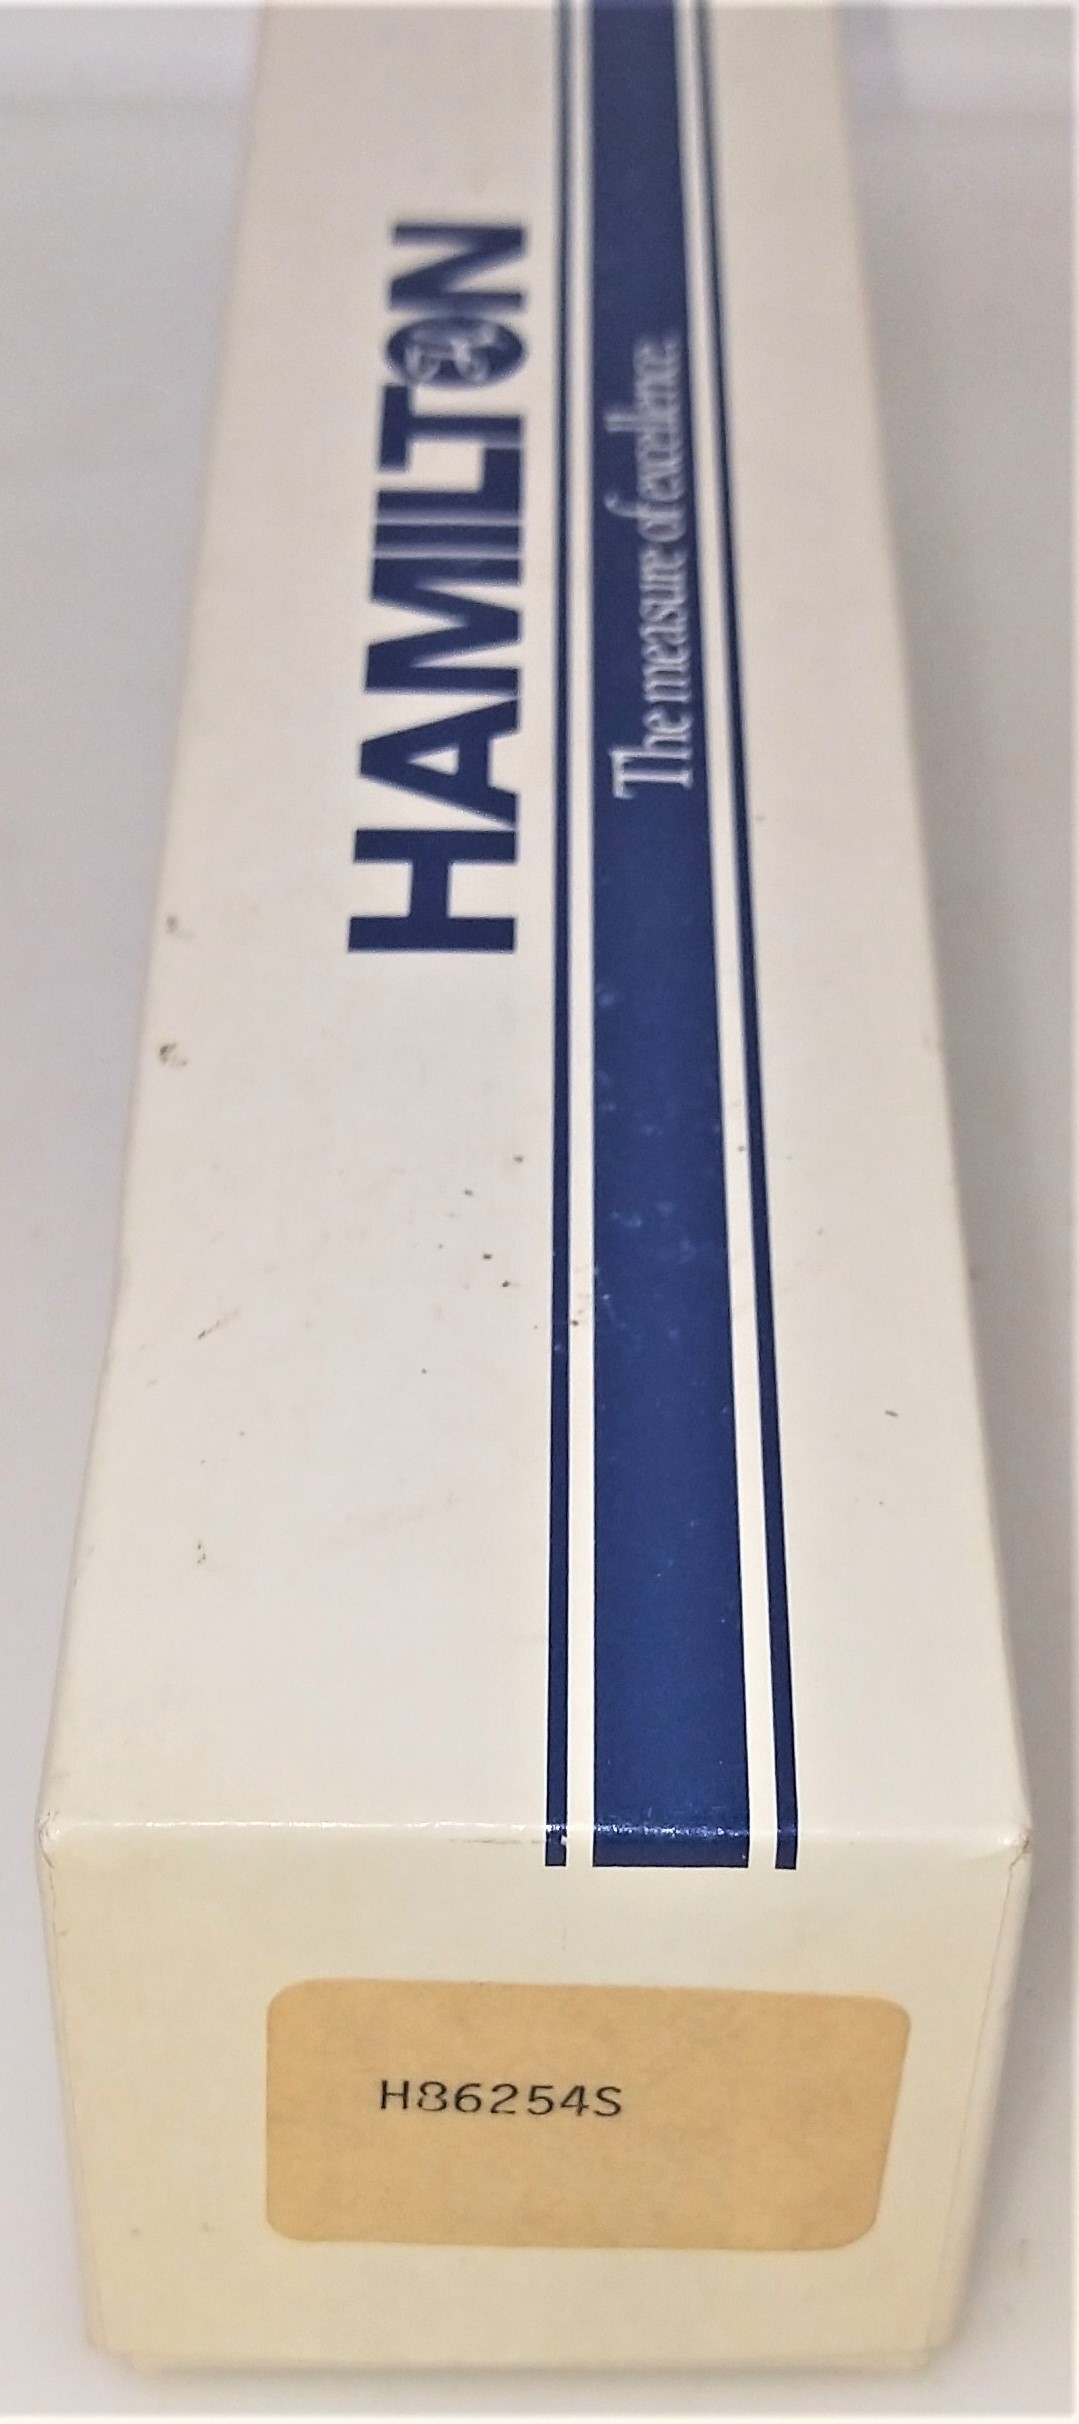 HAMILTON
The measure of excellence.
H86254S